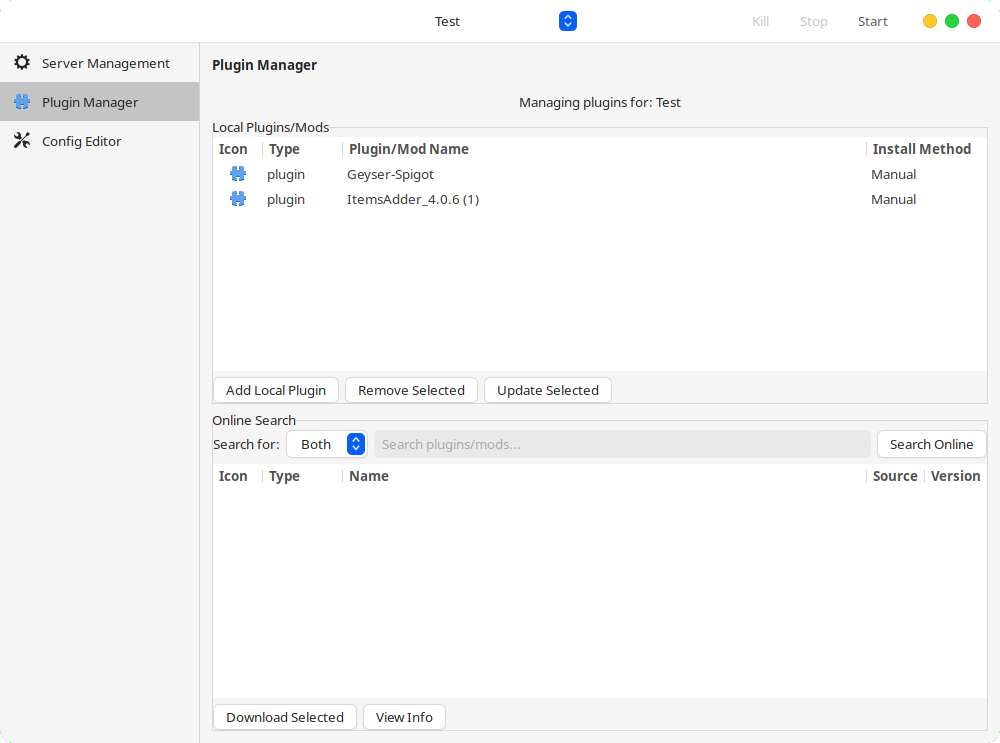 Test Kill Stop Start
Server Management
Plugin Manager
Config Editor
Plugin Manager
Managing plugins for: Test
Local Plugins/Mods
Icon Type Plugin/Mod Name Install Method
plugin Geyser-Spigot Manual
plugin ItemsAdder_4.0.6 (1) Manual
Add Local Plugin Remove Selected Update Selected
Online Search
Search for: Both Search plugins/mods... Search Online
Icon Type Name Source Version
Download Selected View Info